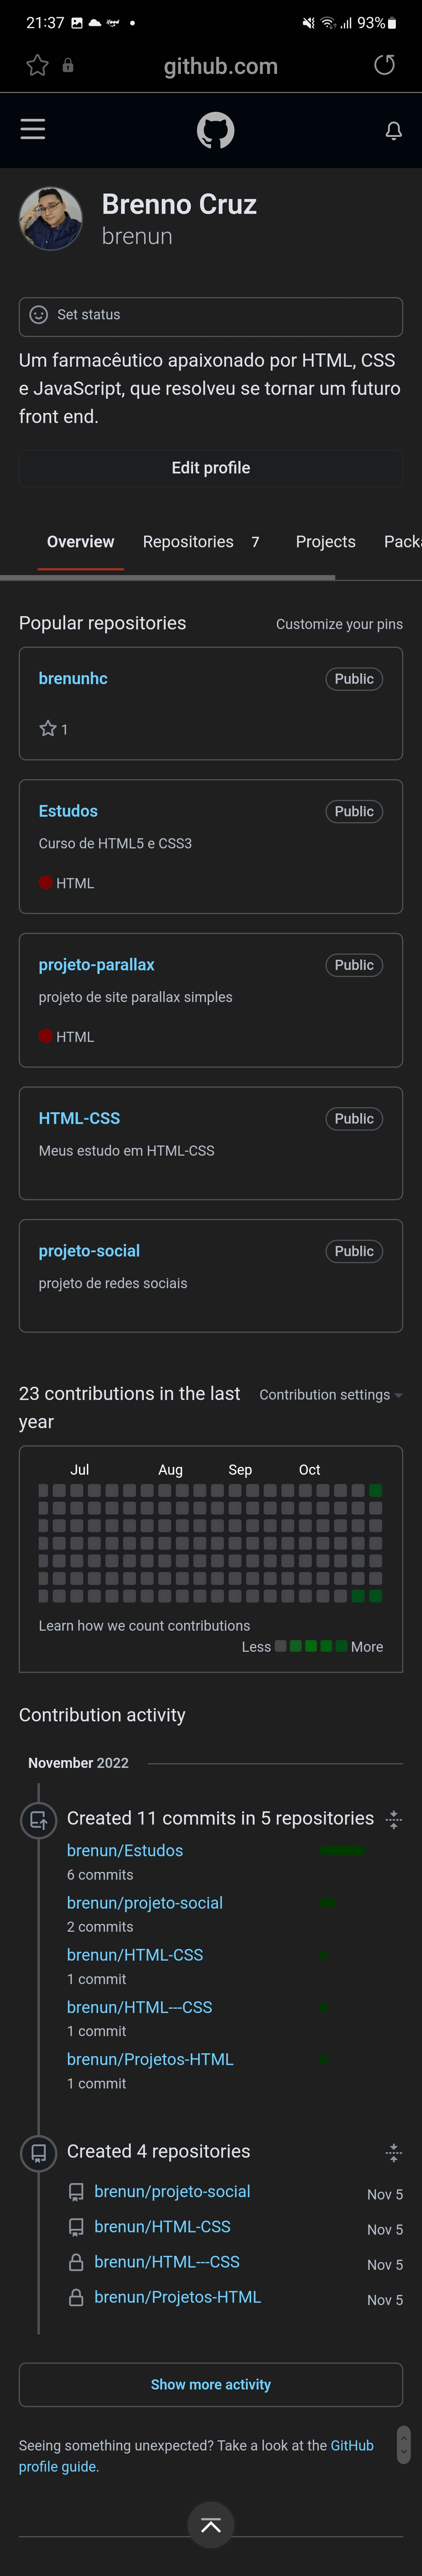 21:37
93%
github.com
Brenno Cruz
brenun
Set status
Um farmacêutico apaixonado por HTML, CSS
e JavaScript, que resolveu se tornar um futuro
front end.
Edit profile
Overview Repositories 7 Projects Pack
Popular repositories Customize your pins
brenunhc Public
1
Estudos Public
Curso de HTML5 e CSS3
HTML
projeto-parallax Public
projeto de site parallax simples
HTML
HTML-CSS Public
Meus estudo em HTML-CSS
projeto-social Public
projeto de redes sociais
23 contributions in the last
year
Contribution settings
Jul Aug Sep Oct
Learn how we count contributions
Less More
Contribution activity
November 2022
Created 11 commits in 5 repositories
brenun/Estudos
6 commits
brenun/projeto-social
2 commits
brenun/HTML-CSS
1 commit
brenun/HTML---CSS
1 commit
brenun/Projetos-HTML
1 commit
Created 4 repositories
brenun/projeto-social Nov 5
brenun/HTML-CSS Nov 5
brenun/HTML---CSS Nov 5
brenun/Projetos-HTML Nov 5
Show more activity
Seeing something unexpected? Take a look at the GitHub
profile guide.